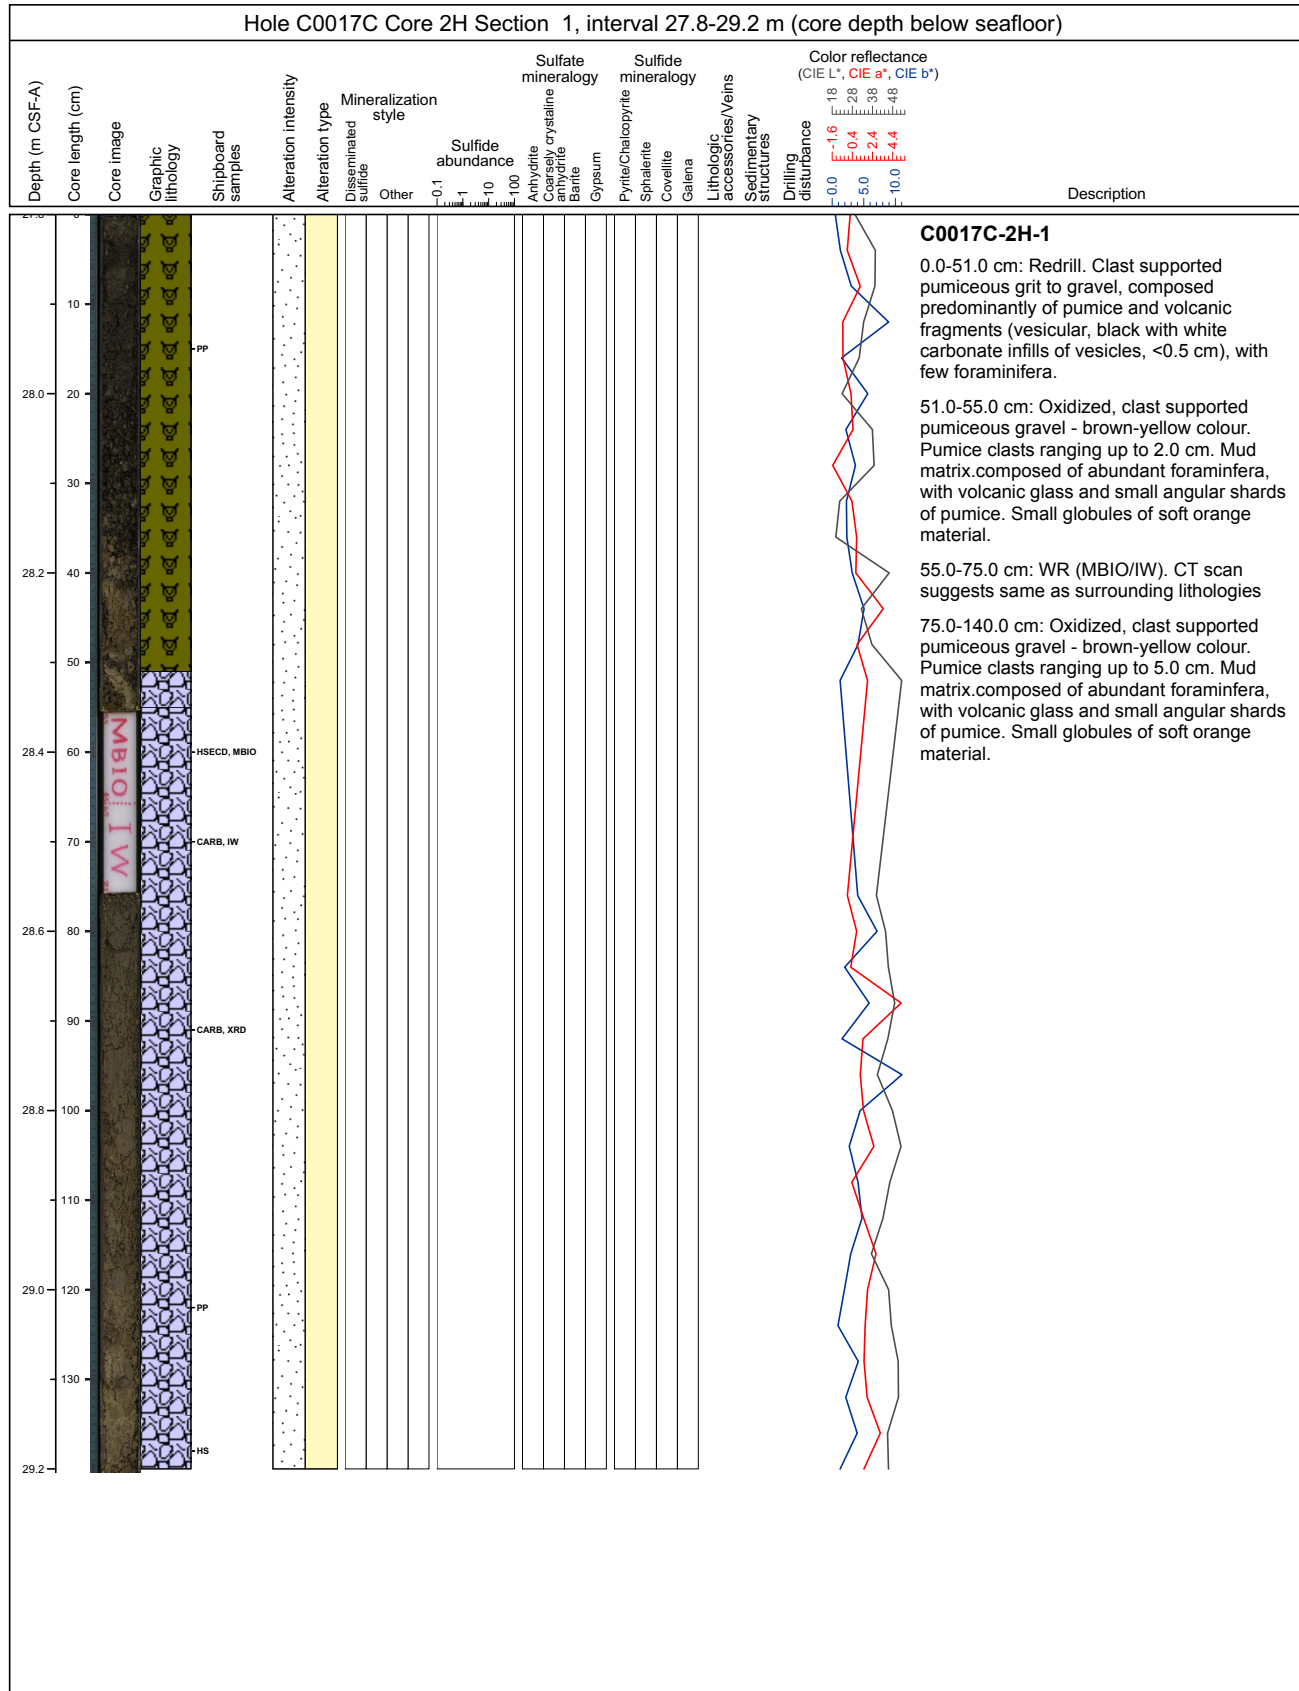 Hole C0017C Core 2H Section 1, interval 27.8-29.2 m (core depth below seafloor)
Depth (m CSF-A)
Core length (cm)
Core image
Graphic
lithology
Shipboard
samples
Alteration intensity
Alteration type
Mineralization
style
Disseminated
sulfide
Other
Sulfide
abundance
0.1
1
10
100
Sulfate
mineralogy
Anhydrite
Coarsely crystaline
anhydrite
Barite
Gypsum
Sulfide
mineralogy
Pyrite/Chalcopyrite
Sphalerite
Covellite
Galena
Lithologic
accessories/Veins
Sedimentary
structures
Drilling
disturbance
Color reflectance
(CIE L*, CIE a*, CIE b*)
18 28 38 48
-1.6 0.4 2.4 4.4
0.0 5.0 10.0
Description
10
28.0 20
30
28.2 40
50
28.4 60
70
28.6 80
90
28.8 100
110
29.0 120
130
29.2
MBIO
IW
PP
HSECD, MBIO
CARB, IW
CARB, XRD
PP
HS
C0017C-2H-1
0.0-51.0 cm: Redrill. Clast supported
pumiceous grit to gravel, composed
predominantly of pumice and volcanic
fragments (vesicular, black with white
carbonate infills of vesicles, <0.5 cm), with
few foraminifera.
51.0-55.0 cm: Oxidized, clast supported
pumiceous gravel - brown-yellow colour.
Pumice clasts ranging up to 2.0 cm. Mud
matrix.composed of abundant foraminfera,
with volcanic glass and small angular shards
of pumice. Small globules of soft orange
material.
55.0-75.0 cm: WR (MBIO/IW). CT scan
suggests same as surrounding lithologies
75.0-140.0 cm: Oxidized, clast supported
pumiceous gravel - brown-yellow colour.
Pumice clasts ranging up to 5.0 cm. Mud
matrix.composed of abundant foraminfera,
with volcanic glass and small angular shards
of pumice. Small globules of soft orange
material.